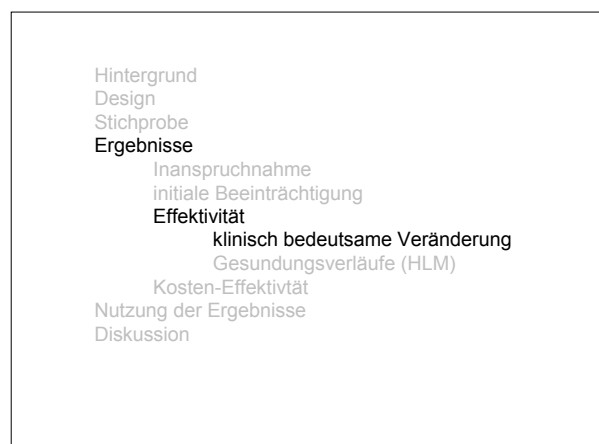 Hintergrund
Design
Stichprobe
Ergebnisse
Inanspruchnahme
initiale Beeinträchtigung
Effektivität
klinisch bedeutsame Veränderung
Gesundungsverläufe (HLM)
Kosten-Effektivtät
Nutzung der Ergebnisse
Diskussion